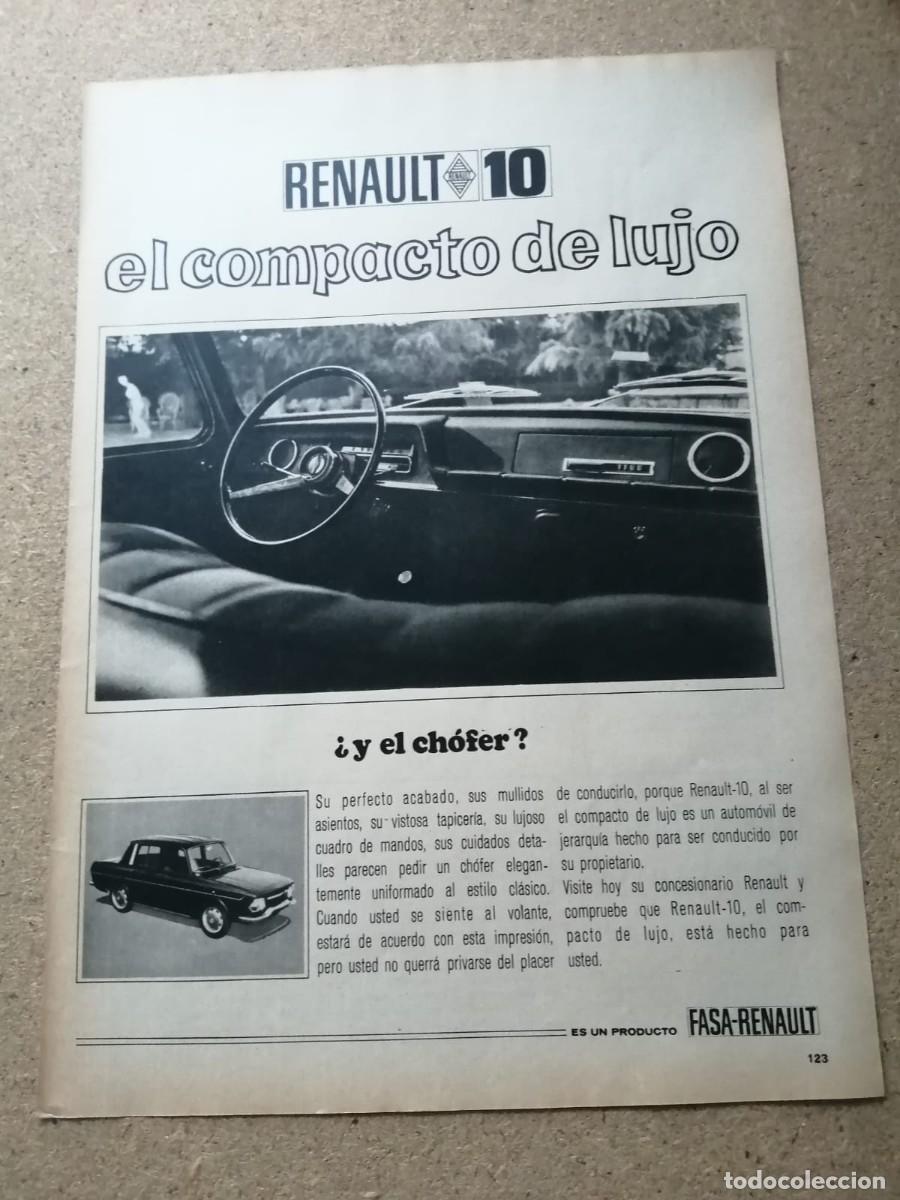 RENAULT RENAULT 10
el compacto de lujo
1100
¿y el chófer?
Su perfecto acabado, sus mullidos
asientos, su vistosa tapicería, su lujoso
cuadro de mandos, sus cuidados deta-
lles parecen pedir un chófer elegan-
temente uniformado al estilo clásico.
Cuando usted se siente al volante,
estará de acuerdo con esta impresión,
pero usted no querrá privarse del placer
de conducirlo, porque Renault-10, al ser
el compacto de lujo es un automóvil de
jerarquía hecho para ser conducido por
su propietario.
Visite hoy su concesionario Renault y
compruebe que Renault-10, el com-
pacto de lujo, está hecho para
usted.
ES UN PRODUCTO FASA-RENAULT
123
todocoleccion